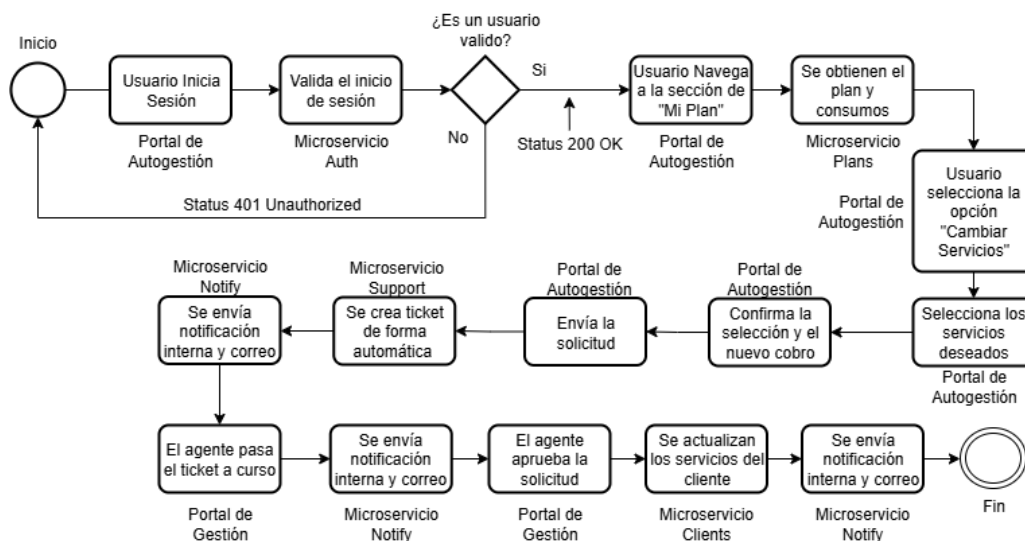 Inicio
Usuario Inicia
Sesión
Portal de
Autogestión
Valida el inicio
de sesión
Microservicio
Auth
¿Es un usuario
valido?
Si
No
Status 200 OK
Status 401 Unauthorized
Usuario Navega
a la sección de
"Mi Plan"
Portal de
Autogestión
Se obtienen el
plan y
consumos
Microservicio
Plans
Usuario
selecciona la
opción
"Cambiar
Servicios"
Portal de
Autogestión
Selecciona los
servicios
deseados
Portal de
Autogestión
Portal de
Autogestión
Confirma la
selección y el
nuevo cobro
Portal de
Autogestión
Envía la
solicitud
Microservicio
Support
Se crea ticket
de forma
automática
Microservicio
Notify
Se envía
notificación
interna y correo
El agente pasa
el ticket a curso
Portal de
Gestión
Se envía
notificación
interna y correo
Microservicio
Notify
El agente
aprueba la
solicitud
Portal de
Gestión
Se actualizan
los servicios del
cliente
Microservicio
Clients
Se envía
notificación
interna y correo
Microservicio
Notify
Fin